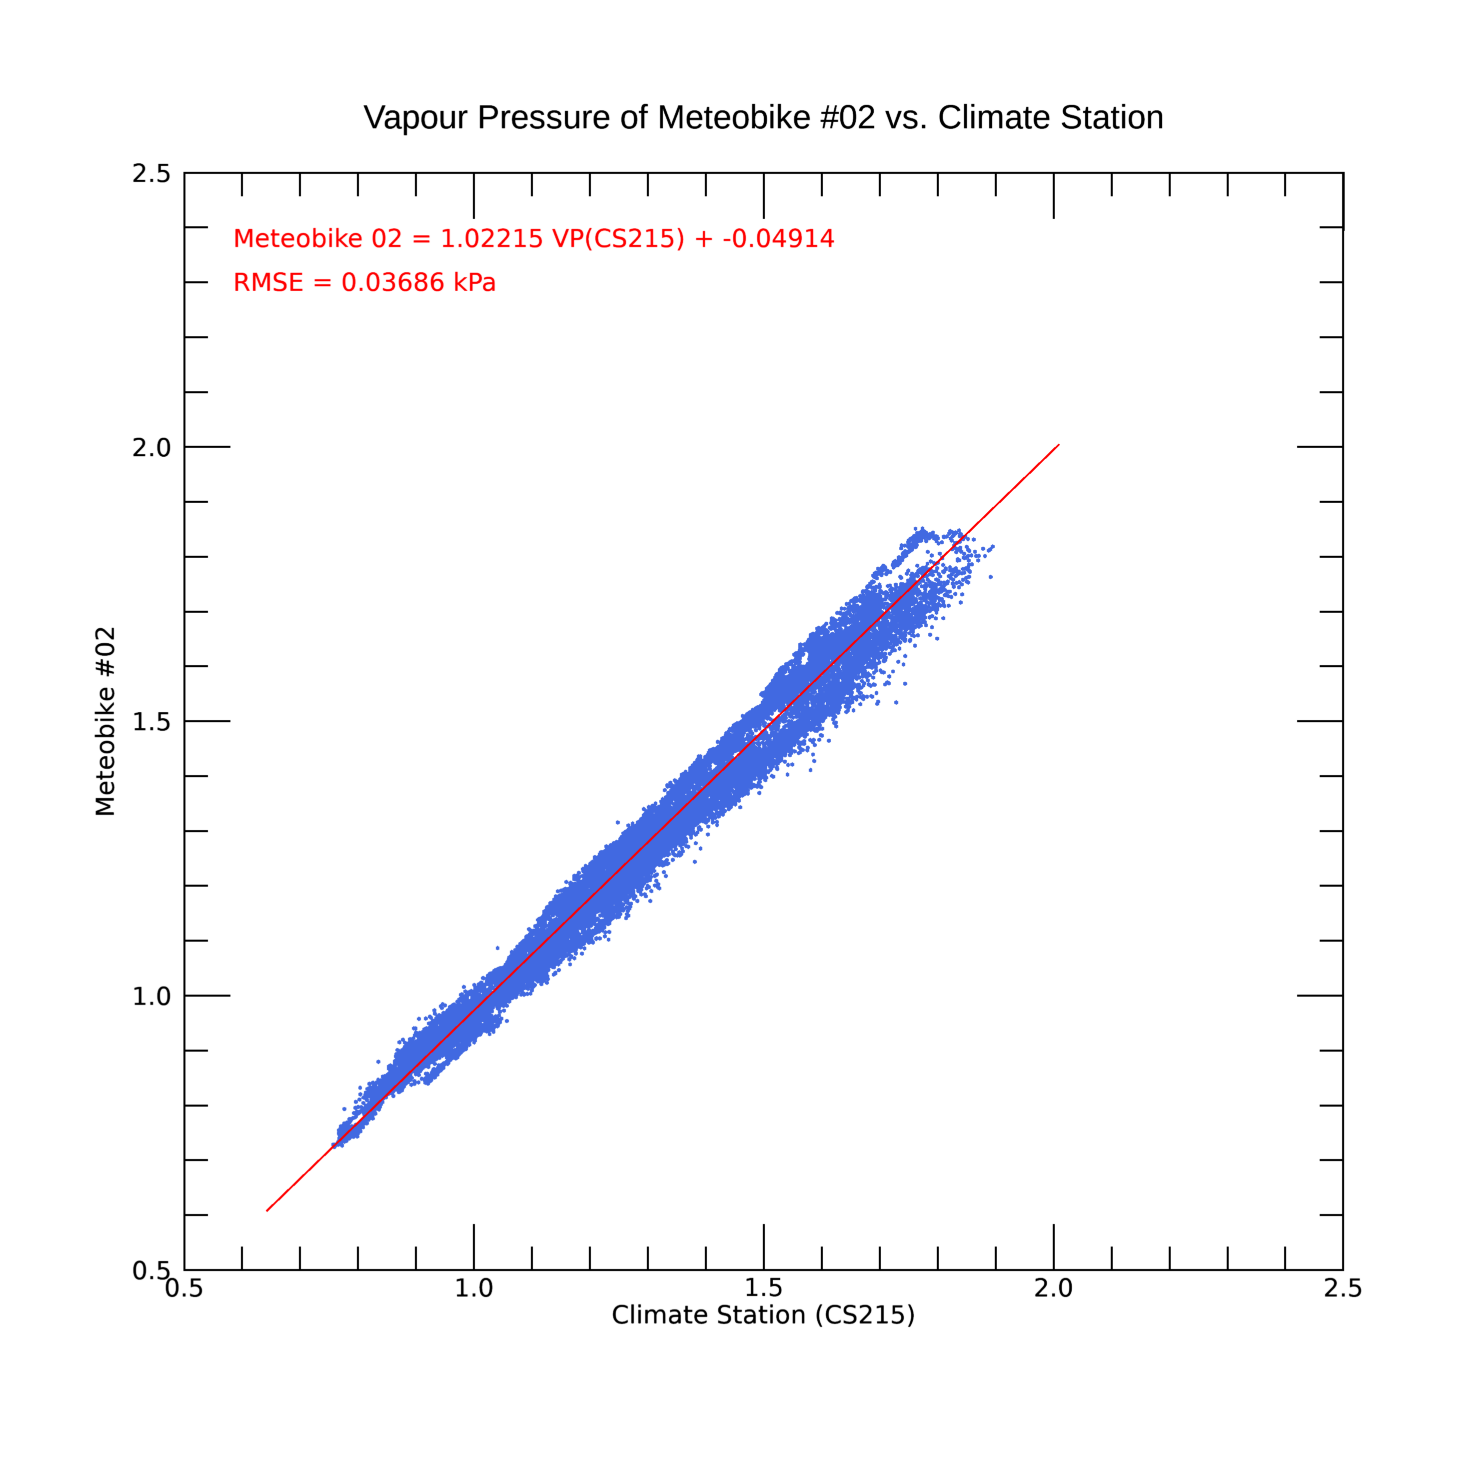 Vapour Pressure of Meteobike #02 vs. Climate Station
2.5
Meteobike 02 = 1.02215 VP(CS215) + -0.04914
RMSE = 0.03686 kPa
2.0
Meteobike #02
1.5
1.0
0.5
0.5 1.0 1.5 2.0 2.5
Climate Station (CS215)